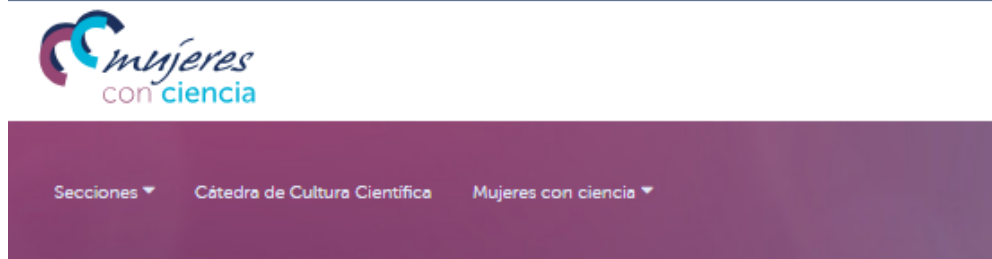 mujeres
con ciencia
Secciones Cátedra de Cultura Científica Mujeres con ciencia